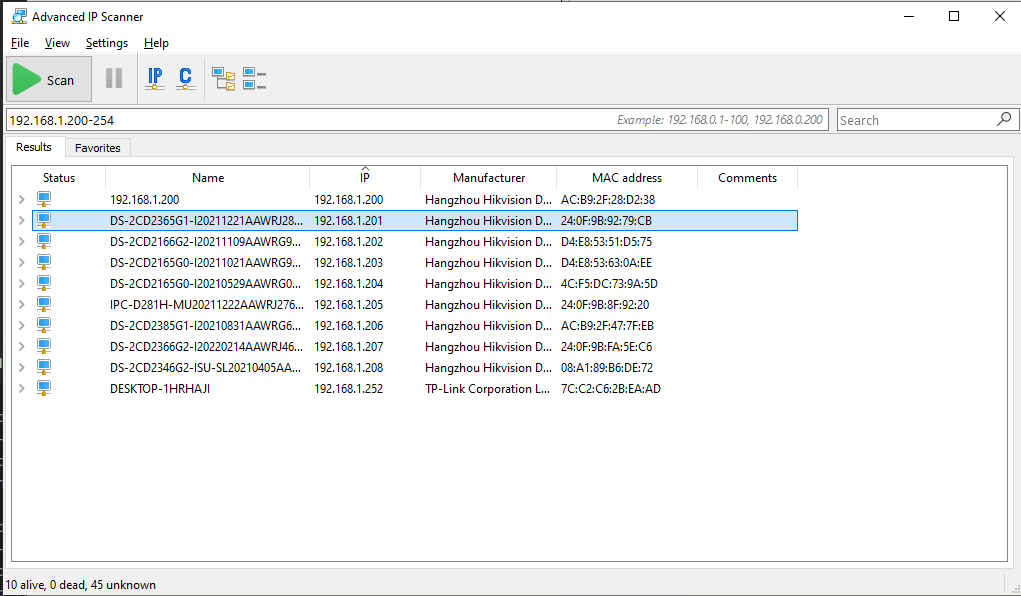 Advanced IP Scanner
File View Settings Help
Scan IP C
192.168.1.200-254 Example: 192.168.0.1-100, 192.168.0.200 Search
Results Favorites
Status Name IP Manufacturer MAC address Comments
192.168.1.200 192.168.1.200 Hangzhou Hikvision D... AC:B9:2F:28:D2:38
DS-2CD2365G1-I20211221AAWRJ28... 192.168.1.201 Hangzhou Hikvision D... 24:0F:9B:92:79:CB
DS-2CD2166G2-I20211109AAWRG9... 192.168.1.202 Hangzhou Hikvision D... D4:E8:53:51:D5:75
DS-2CD2165G0-I20211021AAWRG9... 192.168.1.203 Hangzhou Hikvision D... D4:E8:53:63:0A:EE
DS-2CD2165G0-I20210529AAWRG0... 192.168.1.204 Hangzhou Hikvision D... 4C:F5:DC:73:9A:5D
IPC-D281H-MU20211222AAWRJ276... 192.168.1.205 Hangzhou Hikvision D... 24:0F:9B:8F:92:20
DS-2CD2385G1-I20210831AAWRG6... 192.168.1.206 Hangzhou Hikvision D... AC:B9:2F:47:7F:EB
DS-2CD2366G2-I20220214AAWRJ46... 192.168.1.207 Hangzhou Hikvision D... 24:0F:9B:FA:5E:C6
DS-2CD2346G2-ISU-SL20210405AA... 192.168.1.208 Hangzhou Hikvision D... 08:A1:89:B6:DE:72
DESKTOP-1HRHAJI 192.168.1.252 TP-Link Corporation L... 7C:C2:C6:2B:EA:AD
10 alive, 0 dead, 45 unknown